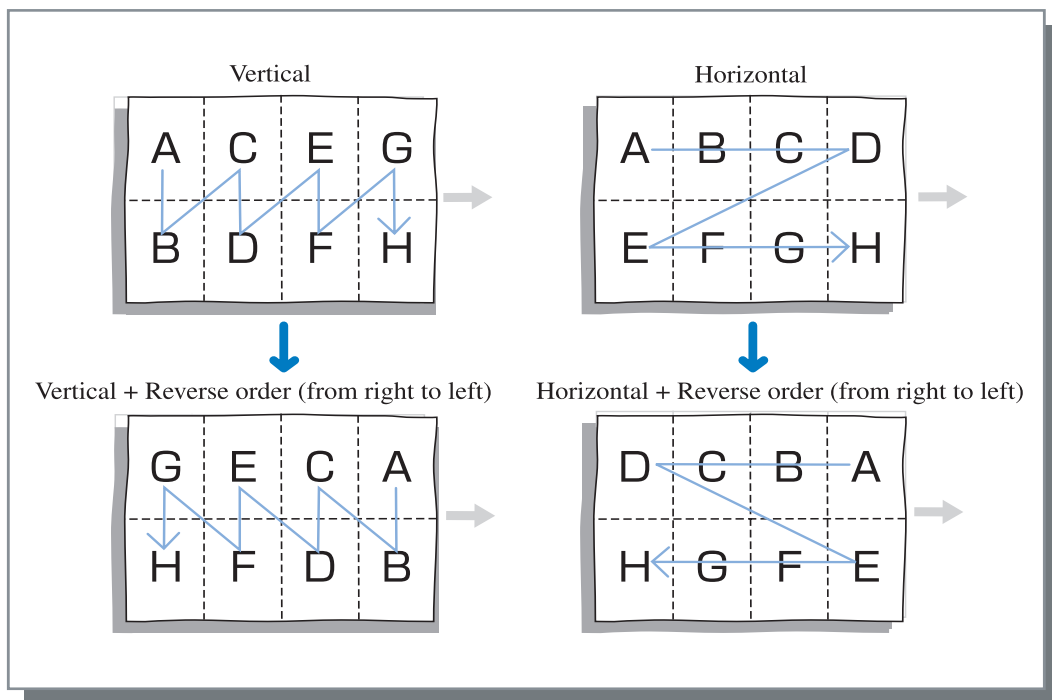 Vertical
A C E G
B D F H
Horizontal
A B C D
E F G H
Vertical + Reverse order (from right to left)
G E C A
H F D B
Horizontal + Reverse order (from right to left)
D C B A
H G F E